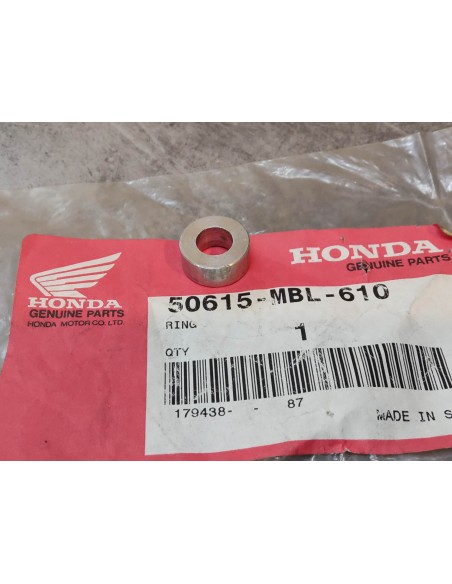 HONDA
GENUINE PARTS
HONDA
GENUINE PARTS
HONDA MOTOR CO., LTD.
50615-MBL-610
RING
1
QTY
179438- - 87
MADE IN S